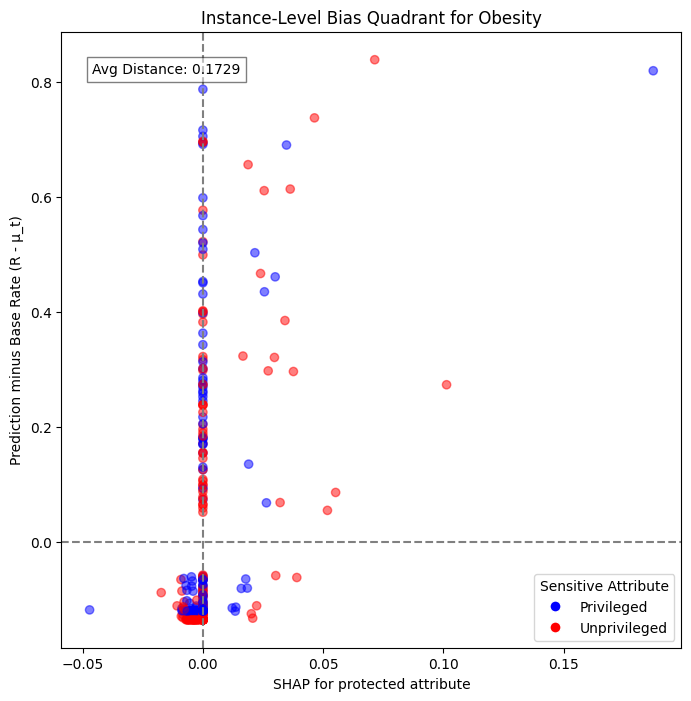 Instance-Level Bias Quadrant for Obesity
Avg Distance: 0.1729
Prediction minus Base Rate (R - μ_t)
0.8
0.6
0.4
0.2
0.0
Sensitive Attribute
Privileged
Unprivileged
−0.05
0.00
0.05
0.10
0.15
SHAP for protected attribute